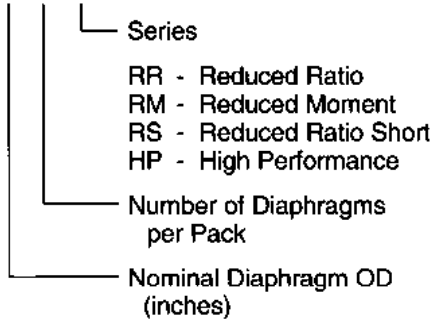 Series
RR - Reduced Ratio
RM - Reduced Moment
RS - Reduced Ratio Short
HP - High Performance
Number of Diaphragms
per Pack
Nominal Diaphragm OD
(inches)